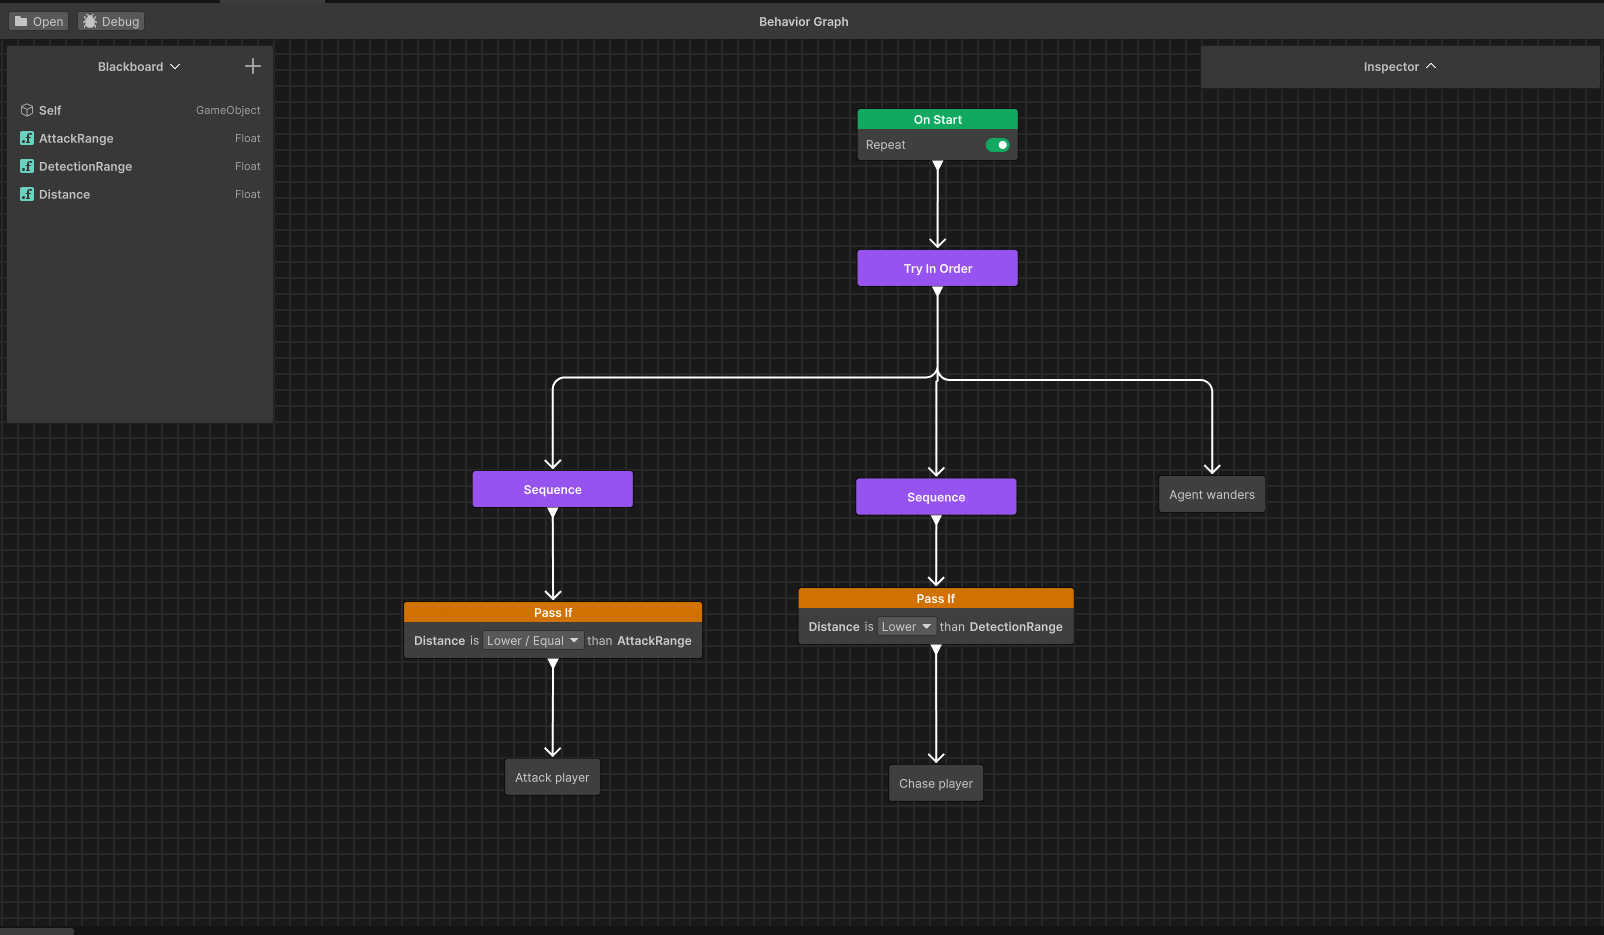 Open
Debug
Behavior Graph
Blackboard
Self GameObject
AttackRange Float
DetectionRange Float
Distance Float
Inspector
On Start
Repeat
Try In Order
Sequence
Sequence
Agent wanders
Pass If
Distance is Lower / Equal than AttackRange
Pass If
Distance is Lower than DetectionRange
Attack player
Chase player